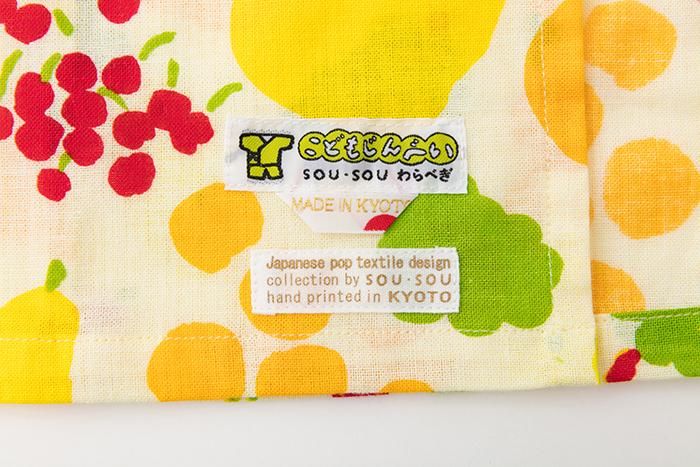 こどもじんべい
SOU・SOU わらべぎ
MADE IN KYOTO
Japanese pop textile design
collection by SOU・SOU
hand printed in KYOTO